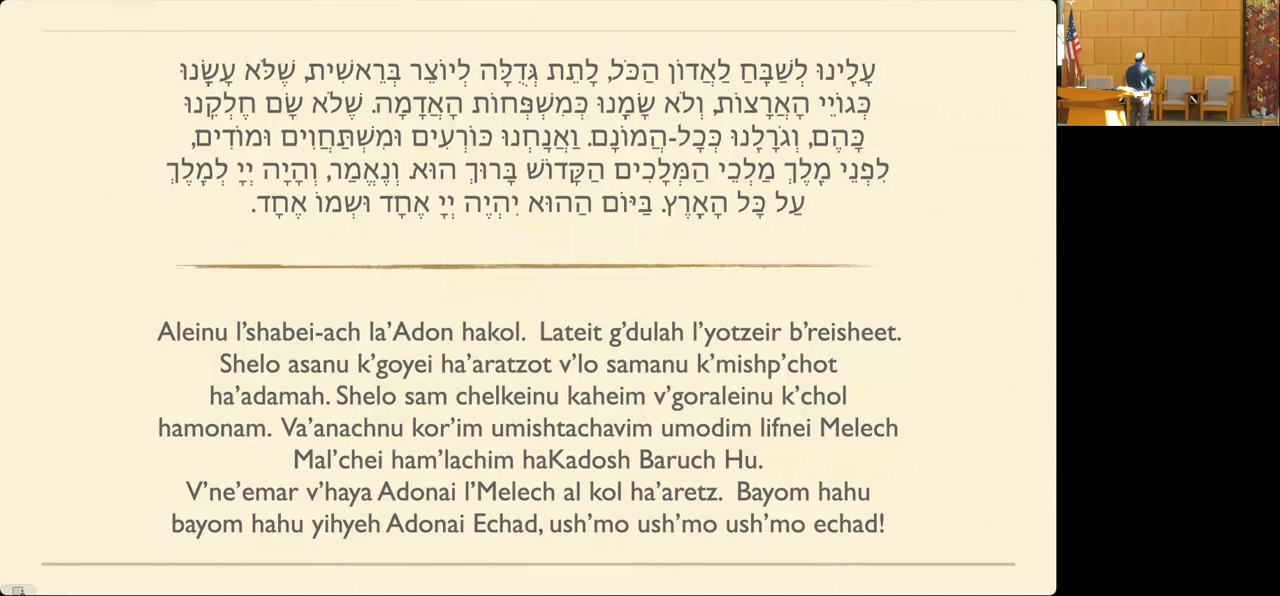 עָלֵינוּ לְשַׁבֵּחַ לַאֲדוֹן הַכֹּל, לָתֵת גְּדֻלָּה לְיוֹצֵר בְּרֵאשִׁית, שֶׁלֹּא עָשָׂנוּ
כְּגוֹיֵי הָאֲרָצוֹת, וְלֹא שָׂמָנוּ כְּמִשְׁפְּחוֹת הָאֲדָמָה. שֶׁלֹּא שָׂם חֶלְקֵנוּ
כָּהֶם, וְגֹרָלֵנוּ כְּכָל-הֲמוֹנָם. וַאֲנַחְנוּ כּוֹרְעִים וּמִשְׁתַּחֲוִים וּמוֹדִים,
לִפְנֵי מֶלֶךְ מַלְכֵי הַמְּלָכִים הַקָּדוֹשׁ בָּרוּךְ הוּא. וְנֶאֱמַר, וְהָיָה יְיָ לְמֶלֶךְ
עַל כָּל הָאָרֶץ. בַּיּוֹם הַהוּא יִהְיֶה יְיָ אֶחָד וּשְׁמוֹ אֶחָד.
Aleinu l’shabei-ach la’Adon hakol. Lateit g’dulah l’yotzeir b’reisheet.
Shelo asanu k’goyei ha’aratzot v’lo samanu k’mishp’chot
ha’adamah. Shelo sam chelkeinu kaheim v’goraleinu k’chol
hamonam. Va’anachnu kor’im umishtachavim umodim lifnei Melech
Mal’chei ham’lachim haKadosh Baruch Hu.
V’ne’emar v’haya Adonai l’Melech al kol ha’aretz. Bayom hahu
bayom hahu yihyeh Adonai Echad, ush’mo ush’mo ush’mo echad!